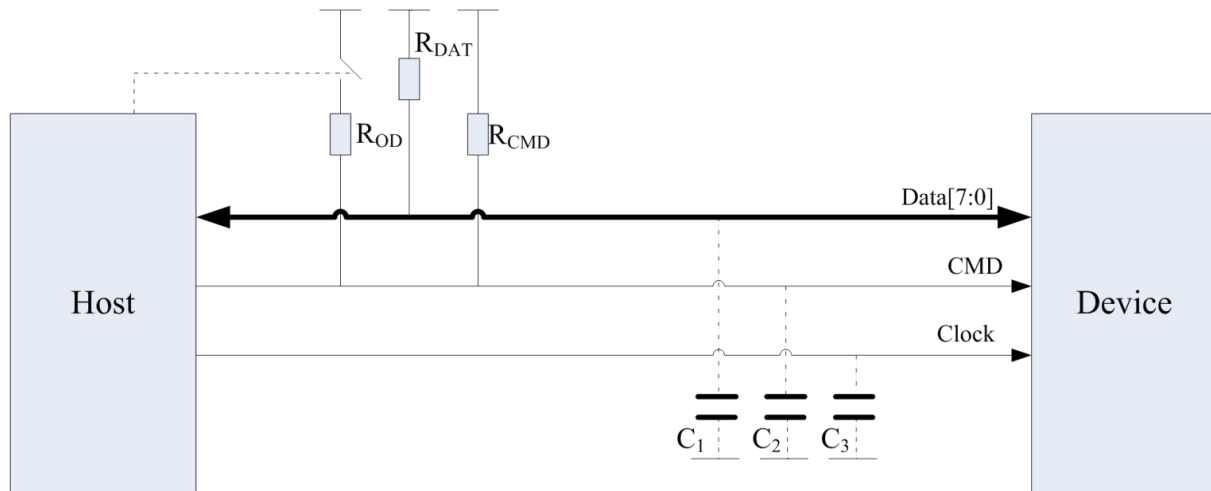 R_DAT
R_OD
R_CMD
Data[7:0]
CMD
Host
Device
Clock
C_1
C_2
C_3